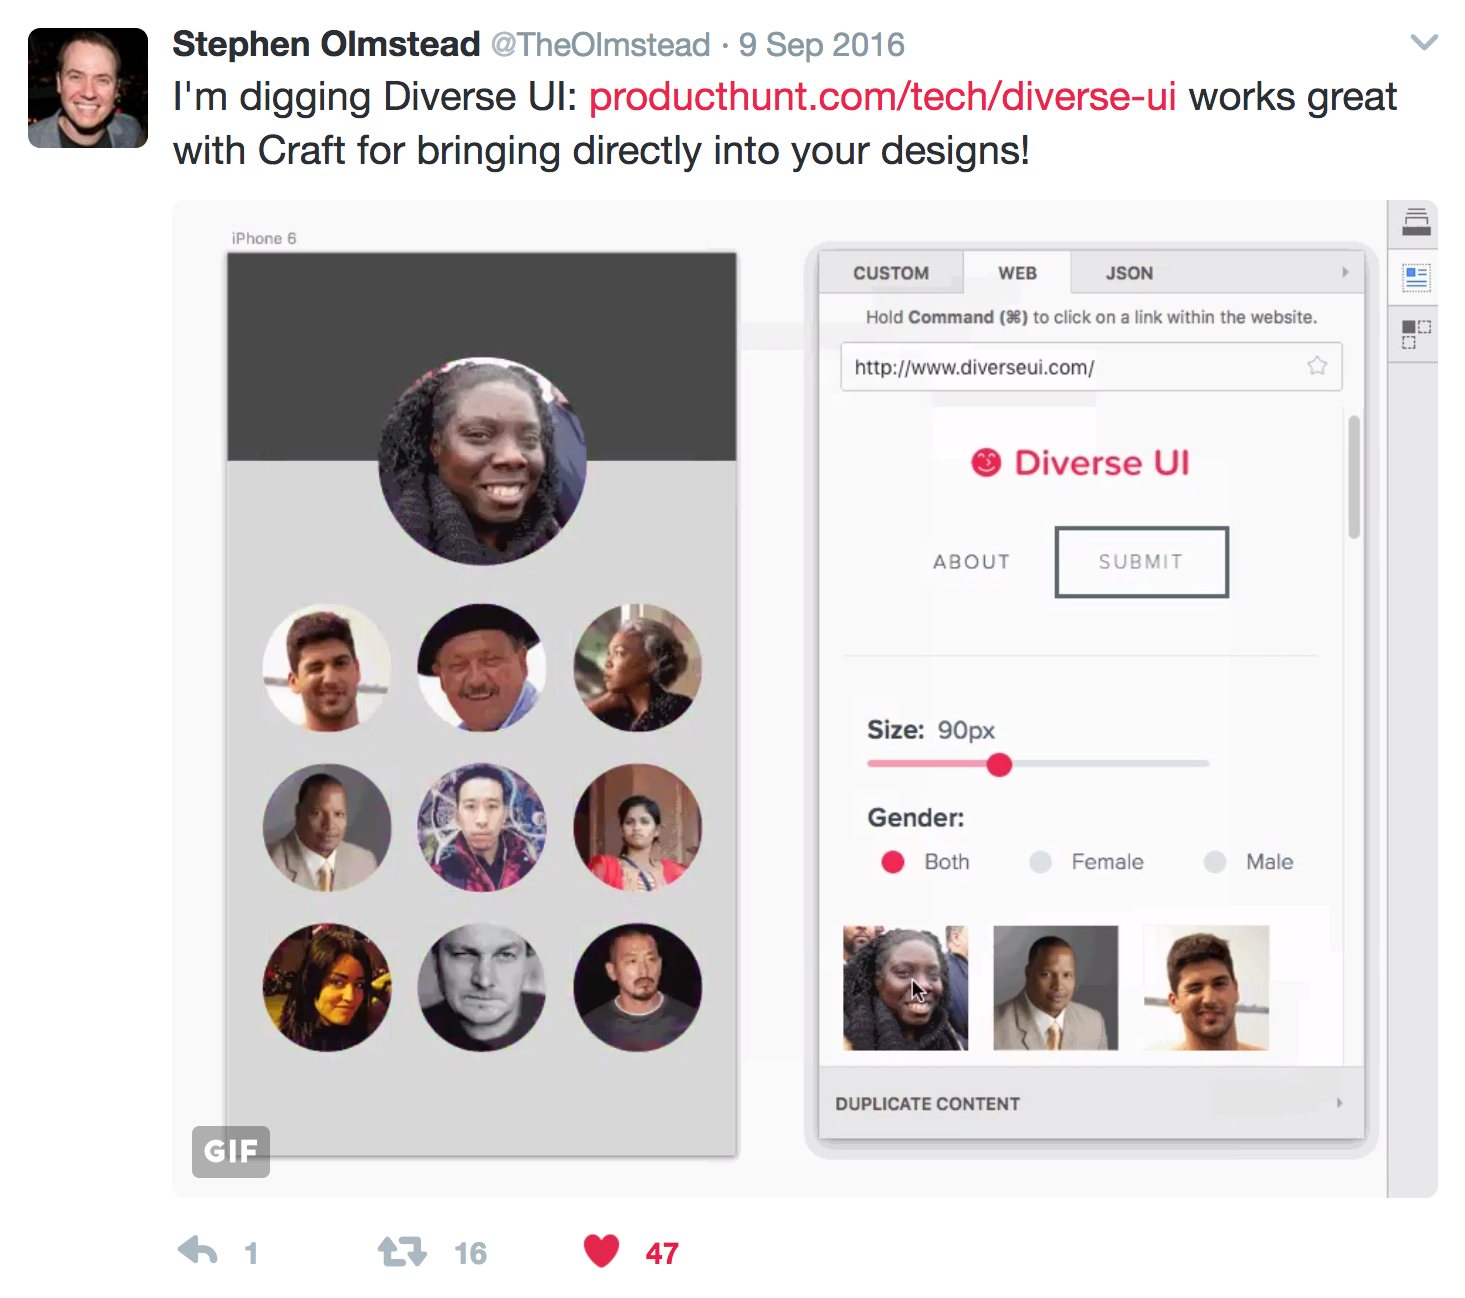 Stephen Olmstead @TheOlmstead · 9 Sep 2016
I'm digging Diverse UI: producthunt.com/tech/diverse-ui works great
with Craft for bringing directly into your designs!
iPhone 6
CUSTOM WEB JSON
Hold Command (⌘) to click on a link within the website.
http://www.diverseui.com/
Diverse UI
ABOUT SUBMIT
Size: 90px
Gender:
Both Female Male
DUPLICATE CONTENT
GIF
1 16 47